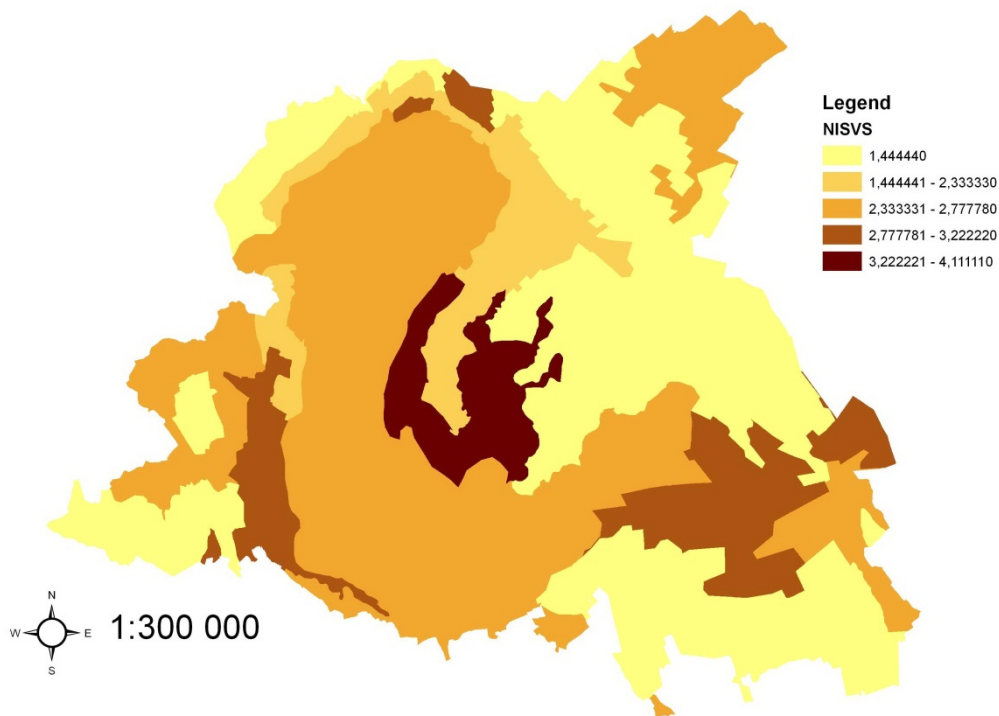 Legend
NISVS
1,444440
1,444441 - 2,333330
2,333331 - 2,777780
2,777781 - 3,222220
3,222221 - 4,111110
N
W E
S
1:300 000